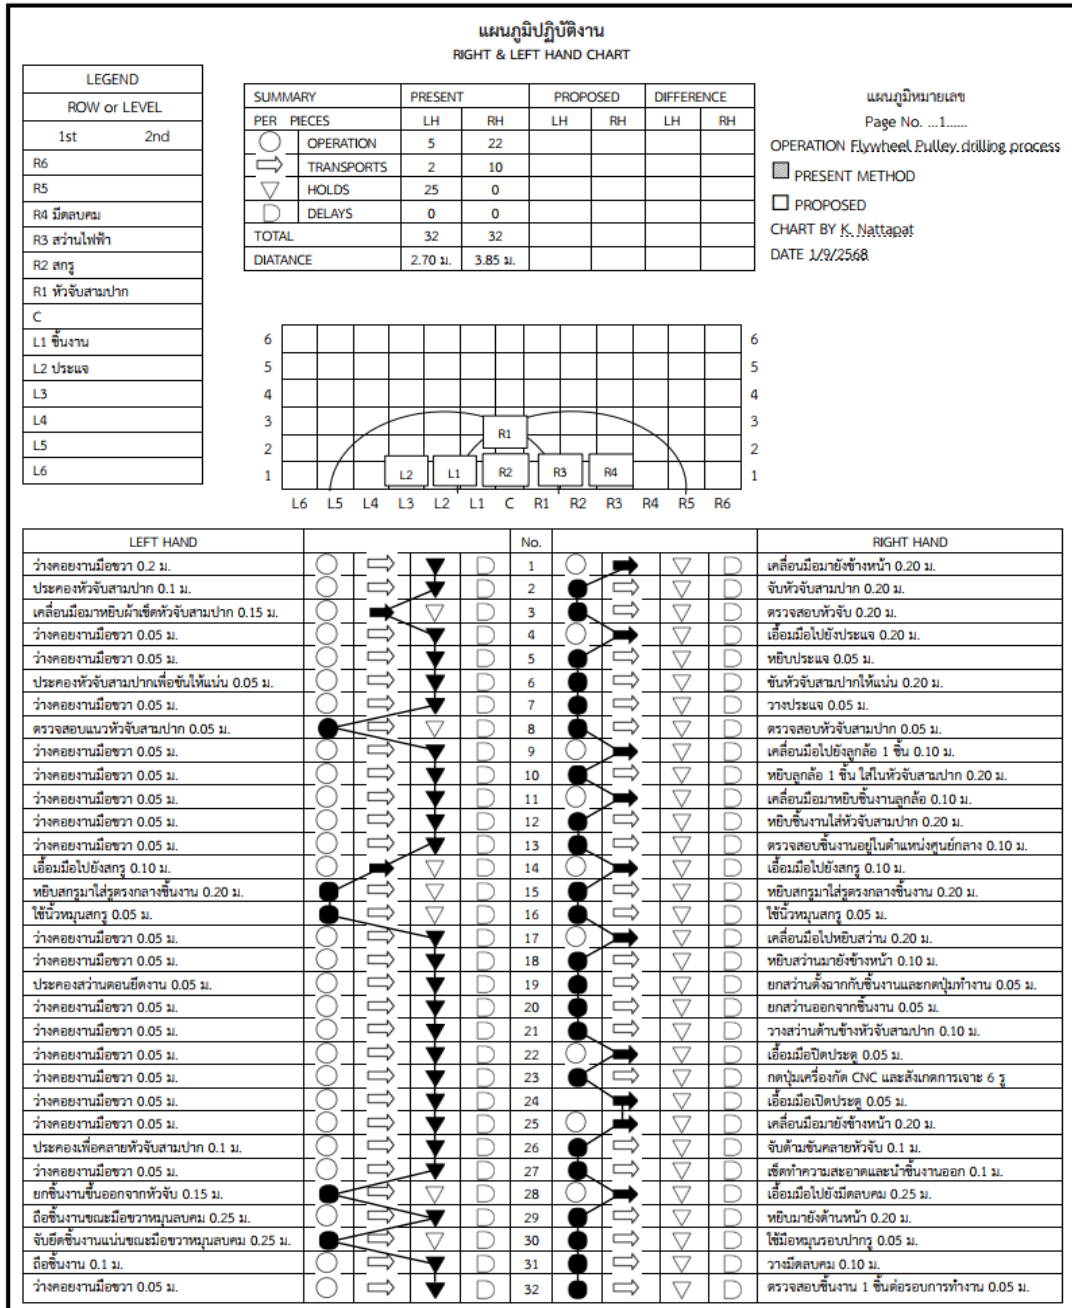 แผนภูมิปฏิบัติงาน
RIGHT & LEFT HAND CHART
LEGEND
ROW or LEVEL
1st 2nd
R6
R5
R4 มีดลบคม
R3 สว่านไฟฟ้า
R2 สกรู
R1 หัวจับสามปาก
C
L1 ชิ้นงาน
L2 ประแจ
L3
L4
L5
L6
SUMMARY PRESENT PROPOSED DIFFERENCE
PER PIECES LH RH LH RH LH RH
OPERATION 5 22
TRANSPORTS 2 10
HOLDS 25 0
DELAYS 0 0
TOTAL 32 32
DIATANCE 2.70 ม. 3.85 ม.
แผนภูมิหมายเลข
Page No. ...1......
OPERATION Flywheel Pulley drilling process
PRESENT METHOD
PROPOSED
CHART BY K. Nattapat
DATE 1/9/2568
6 6
5 5
4 4
3 3
2 2
1 1
R1
L2 L1 R2 R3 R4
L6 L5 L4 L3 L2 L1 C R1 R2 R3 R4 R5 R6
LEFT HAND No. RIGHT HAND
ว่างคอยงานมือขวา 0.2 ม. 1 เคลื่อนมือมายังข้างหน้า 0.20 ม.
ประคองหัวจับสามปาก 0.1 ม. 2 จับหัวจับสามปาก 0.20 ม.
เคลื่อนมือมาหยิบผ้าเช็ดหัวจับสามปาก 0.15 ม. 3 ตรวจสอบหัวจับ 0.20 ม.
ว่างคอยงานมือขวา 0.05 ม. 4 เอื้อมมือไปยังประแจ 0.20 ม.
ว่างคอยงานมือขวา 0.05 ม. 5 หยิบประแจ 0.05 ม.
ประคองหัวจับสามปากเพื่อขันให้แน่น 0.05 ม. 6 ขันหัวจับสามปากให้แน่น 0.20 ม.
ว่างคอยงานมือขวา 0.05 ม. 7 วางประแจ 0.05 ม.
ตรวจสอบแนวหัวจับสามปาก 0.05 ม. 8 ตรวจสอบหัวจับสามปาก 0.05 ม.
ว่างคอยงานมือขวา 0.05 ม. 9 เคลื่อนมือไปยังลูกล้อ 1 ชิ้น 0.10 ม.
ว่างคอยงานมือขวา 0.05 ม. 10 หยิบลูกล้อ 1 ชิ้น ใส่ในหัวจับสามปาก 0.20 ม.
ว่างคอยงานมือขวา 0.05 ม. 11 เคลื่อนมือมาหยิบชิ้นงานลูกล้อ 0.10 ม.
ว่างคอยงานมือขวา 0.05 ม. 12 หยิบชิ้นงานใส่หัวจับสามปาก 0.20 ม.
ว่างคอยงานมือขวา 0.05 ม. 13 ตรวจสอบชิ้นงานอยู่ในตำแหน่งศูนย์กลาง 0.10 ม.
เอื้อมมือไปยังสกรู 0.10 ม. 14 เอื้อมมือไปยังสกรู 0.10 ม.
หยิบสกรูมาใส่รูตรงกลางชิ้นงาน 0.20 ม. 15 หยิบสกรูมาใส่รูตรงกลางชิ้นงาน 0.20 ม.
ใช้นิ้วหมุนสกรู 0.05 ม. 16 ใช้นิ้วหมุนสกรู 0.05 ม.
ว่างคอยงานมือขวา 0.05 ม. 17 เคลื่อนมือไปหยิบสว่าน 0.20 ม.
ว่างคอยงานมือขวา 0.05 ม. 18 หยิบสว่านมายังข้างหน้า 0.10 ม.
ประคองสว่านตอนยึดงาน 0.05 ม. 19 ยกสว่านตั้งฉากกับชิ้นงานและกดปุ่มทำงาน 0.05 ม.
ว่างคอยงานมือขวา 0.05 ม. 20 ยกสว่านออกจากชิ้นงาน 0.05 ม.
ว่างคอยงานมือขวา 0.05 ม. 21 วางสว่านด้านข้างหัวจับสามปาก 0.10 ม.
ว่างคอยงานมือขวา 0.05 ม. 22 เอื้อมมือปิดประตู 0.05 ม.
ว่างคอยงานมือขวา 0.05 ม. 23 กดปุ่มเครื่องกัด CNC และสังเกตการเจาะ 6 รู
ว่างคอยงานมือขวา 0.05 ม. 24 เอื้อมมือเปิดประตู 0.05 ม.
ว่างคอยงานมือขวา 0.05 ม. 25 เคลื่อนมือมายังข้างหน้า 0.20 ม.
ประคองเพื่อคลายหัวจับสามปาก 0.1 ม. 26 จับด้ามขันคลายหัวจับ 0.1 ม.
ว่างคอยงานมือขวา 0.05 ม. 27 เช็ดทำความสะอาดและนำชิ้นงานออก 0.1 ม.
ยกชิ้นงานขึ้นออกจากหัวจับ 0.15 ม. 28 เอื้อมมือไปยังมีดลบคม 0.25 ม.
ถือชิ้นงานขณะมือขวาหมุนลบคม 0.25 ม. 29 หยิบมายังด้านหน้า 0.20 ม.
จับยึดชิ้นงานแน่นขณะมือขวาหมุนลบคม 0.25 ม. 30 ใช้มือหมุนรอบปากรู 0.05 ม.
ถือชิ้นงาน 0.1 ม. 31 วางมีดลบคม 0.10 ม.
ว่างคอยงานมือขวา 0.05 ม. 32 ตรวจสอบชิ้นงาน 1 ชิ้นต่อรอบการทำงาน 0.05 ม.